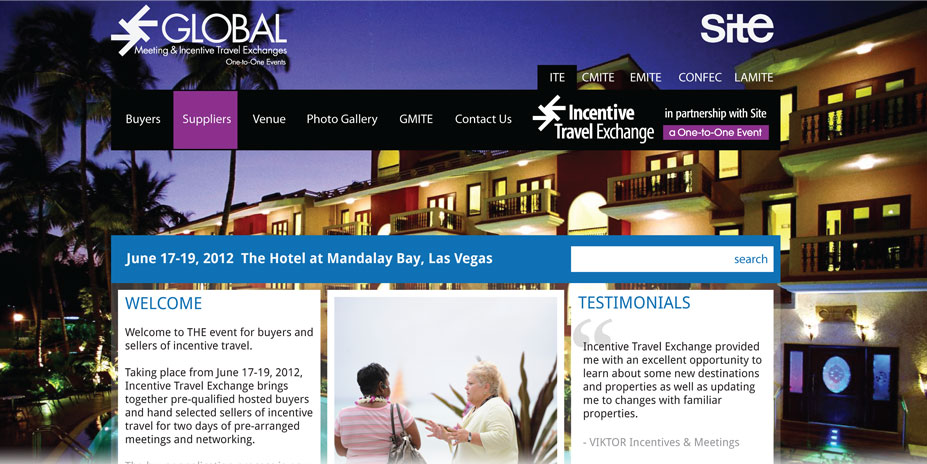 GLOBAL
Meeting & Incentive Travel Exchanges
One-to-One Events
site
ITE CMITE EMITE CONFEC LAMITE
Buyers Suppliers Venue Photo Gallery GMITE Contact Us
Incentive
Travel Exchange
in partnership with Site
a One-to-One Event
June 17-19, 2012 The Hotel at Mandalay Bay, Las Vegas
search
WELCOME
Welcome to THE event for buyers and
sellers of incentive travel.
Taking place from June 17-19, 2012,
Incentive Travel Exchange brings
together pre-qualified hosted buyers
and hand selected sellers of incentive
travel for two days of pre-arranged
meetings and networking.
TESTIMONIALS
“
Incentive Travel Exchange provided
me with an excellent opportunity to
learn about some new destinations
and properties as well as updating
me to changes with familiar
properties.
- VIKTOR Incentives & Meetings